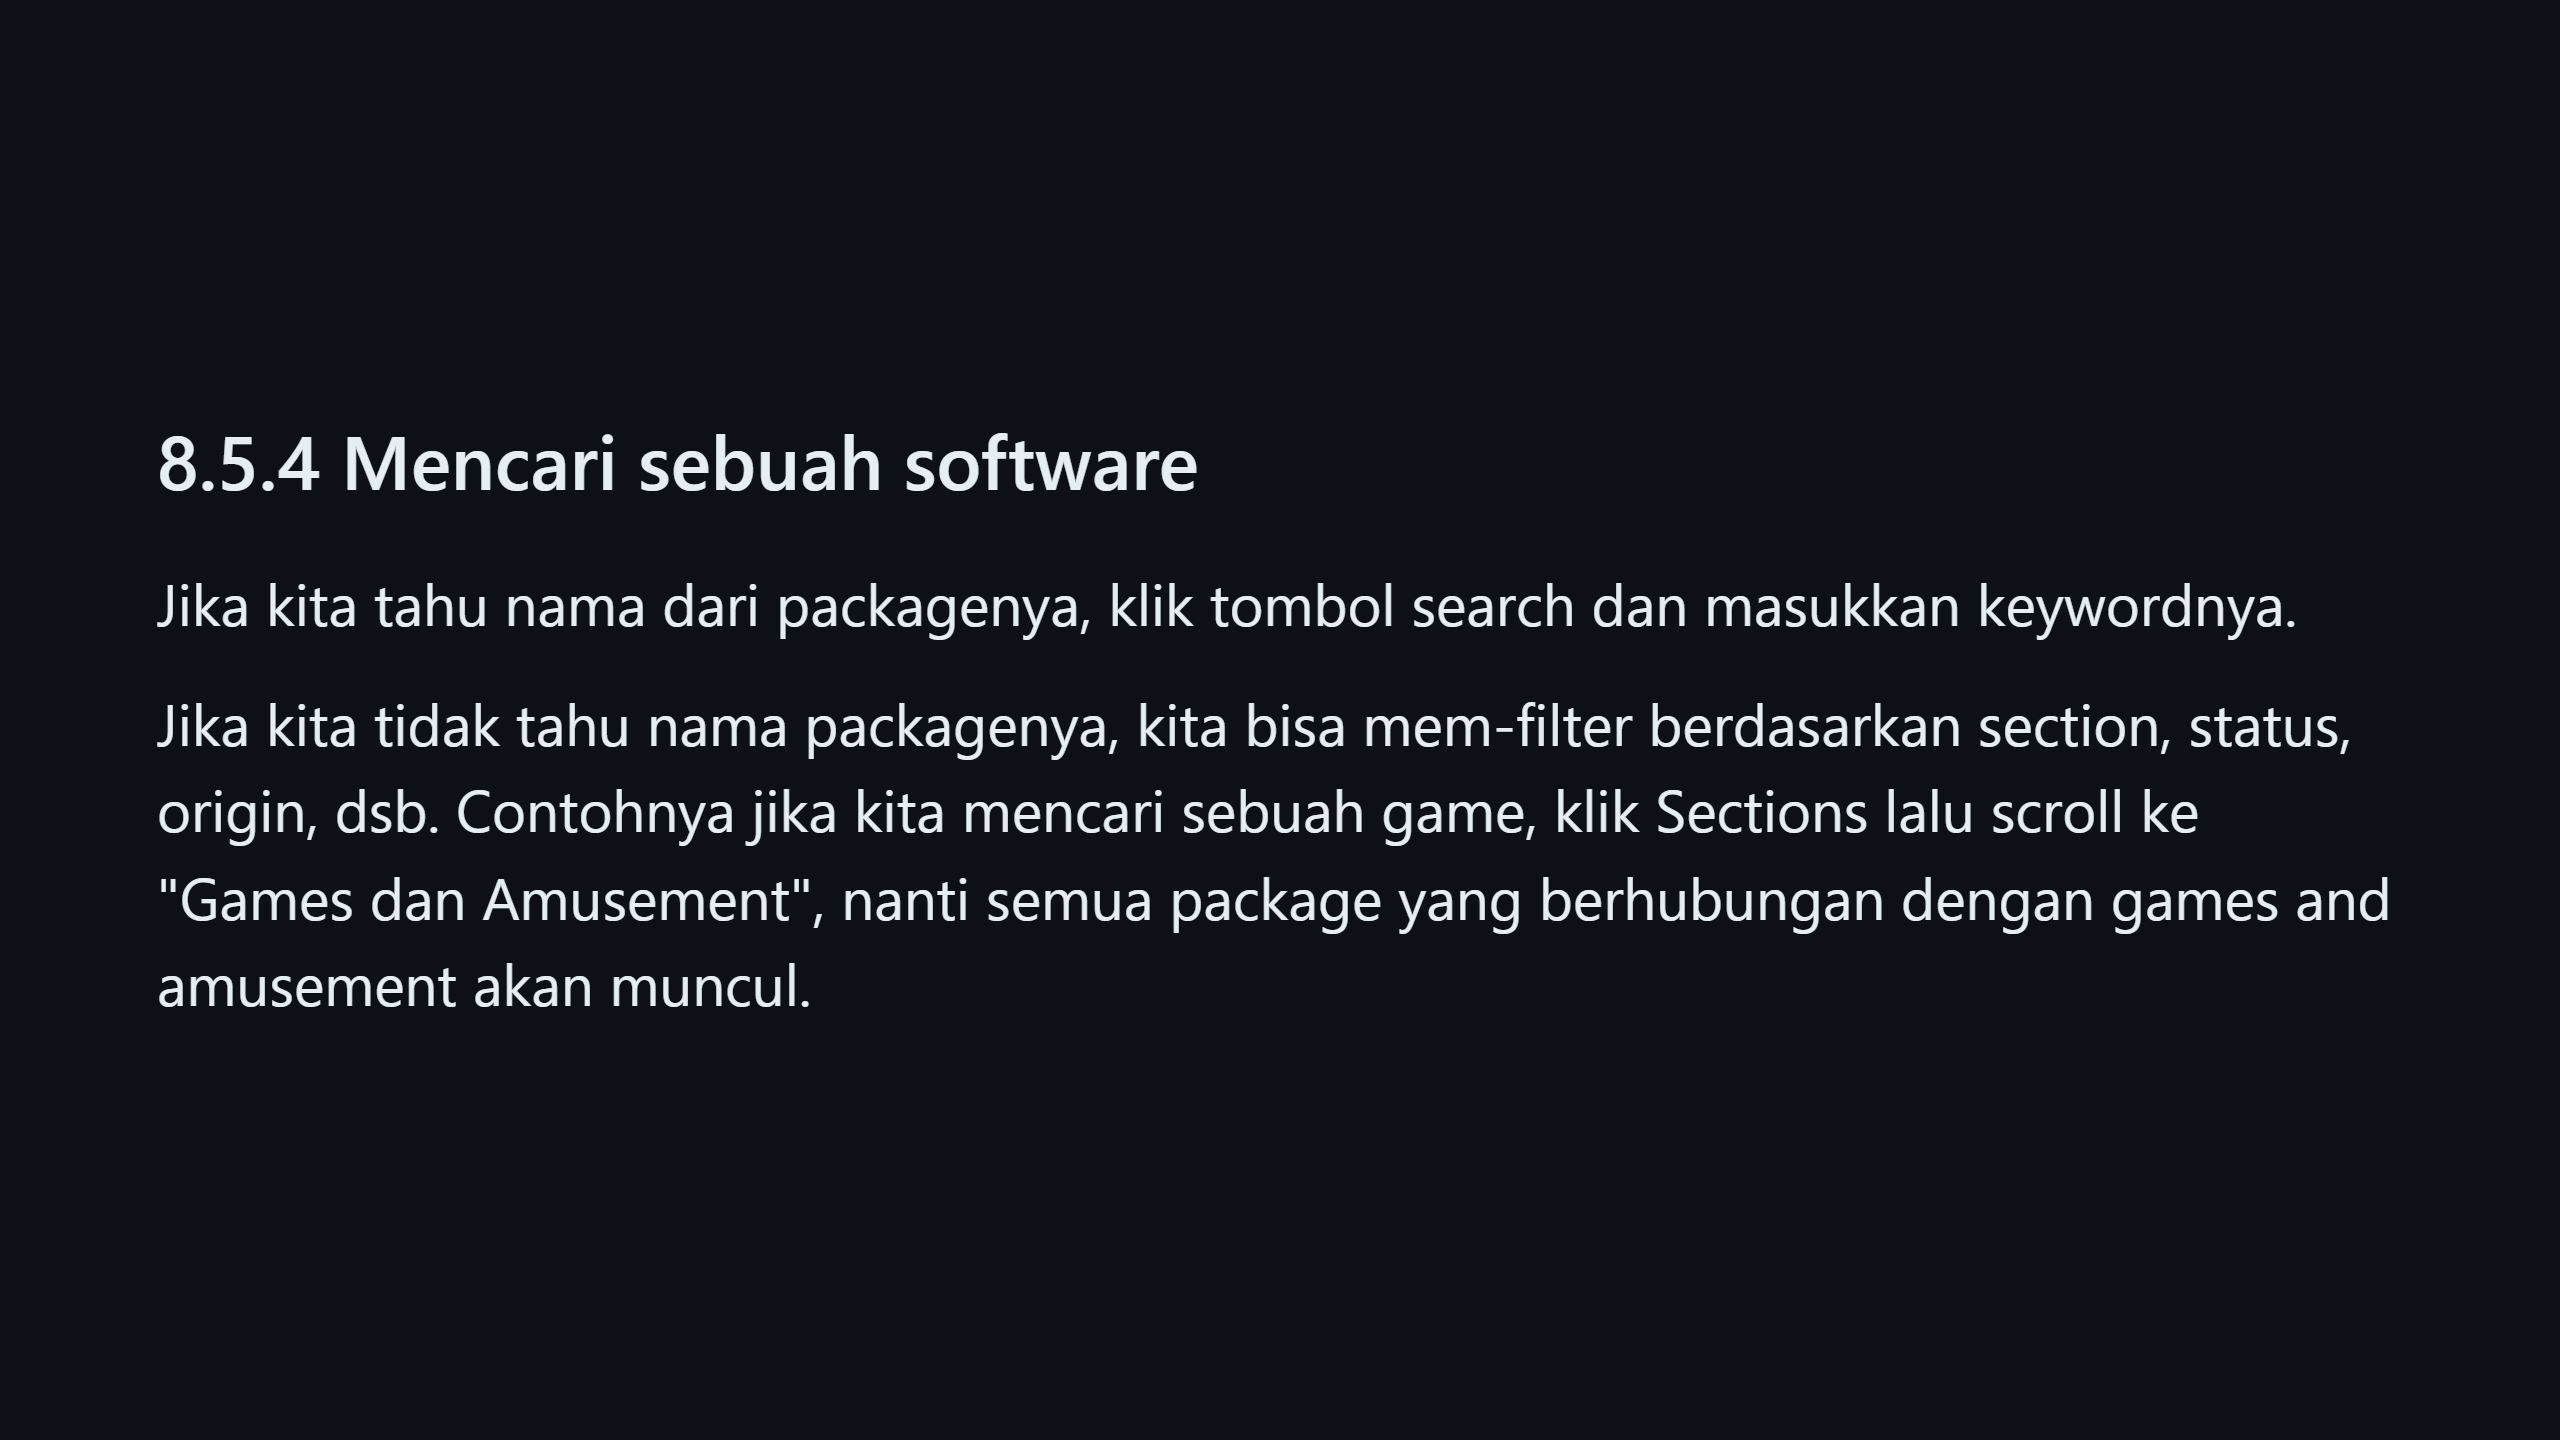 8.5.4 Mencari sebuah software
Jika kita tahu nama dari packagenya, klik tombol search dan masukkan keywordnya.
Jika kita tidak tahu nama packagenya, kita bisa mem-filter berdasarkan section, status,
origin, dsb. Contohnya jika kita mencari sebuah game, klik Sections lalu scroll ke
"Games dan Amusement", nanti semua package yang berhubungan dengan games and
amusement akan muncul.